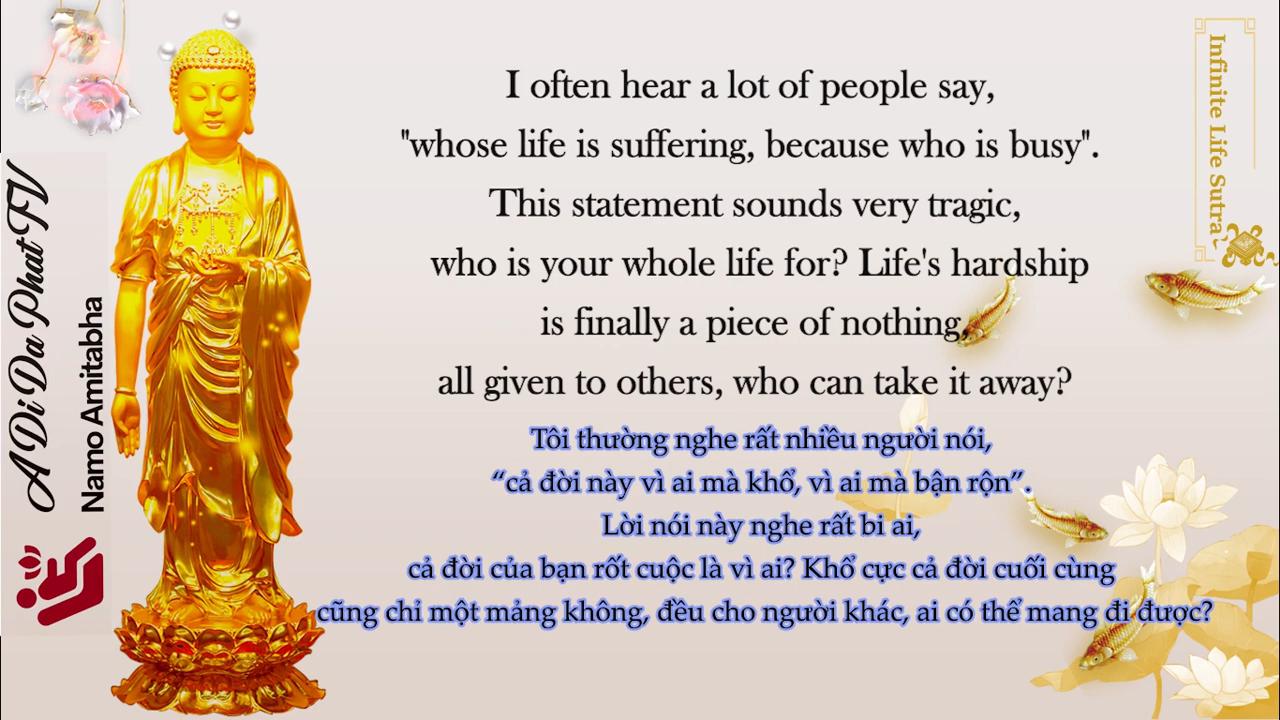 I often hear a lot of people say,
"whose life is suffering, because who is busy".
This statement sounds very tragic,
who is your whole life for? Life's hardship
is finally a piece of nothing,
all given to others, who can take it away?
Tôi thường nghe rất nhiều người nói,
“cả đời này vì ai mà khổ, vì ai mà bận rộn”.
Lời nói này nghe rất bi ai,
cả đời của bạn rốt cuộc là vì ai? Khổ cực cả đời cuối cùng
cũng chỉ một mảng không, đều cho người khác, ai có thể mang đi được?
A Di Da Phat TV
Namo Amitabha
Infinite Life Sutra